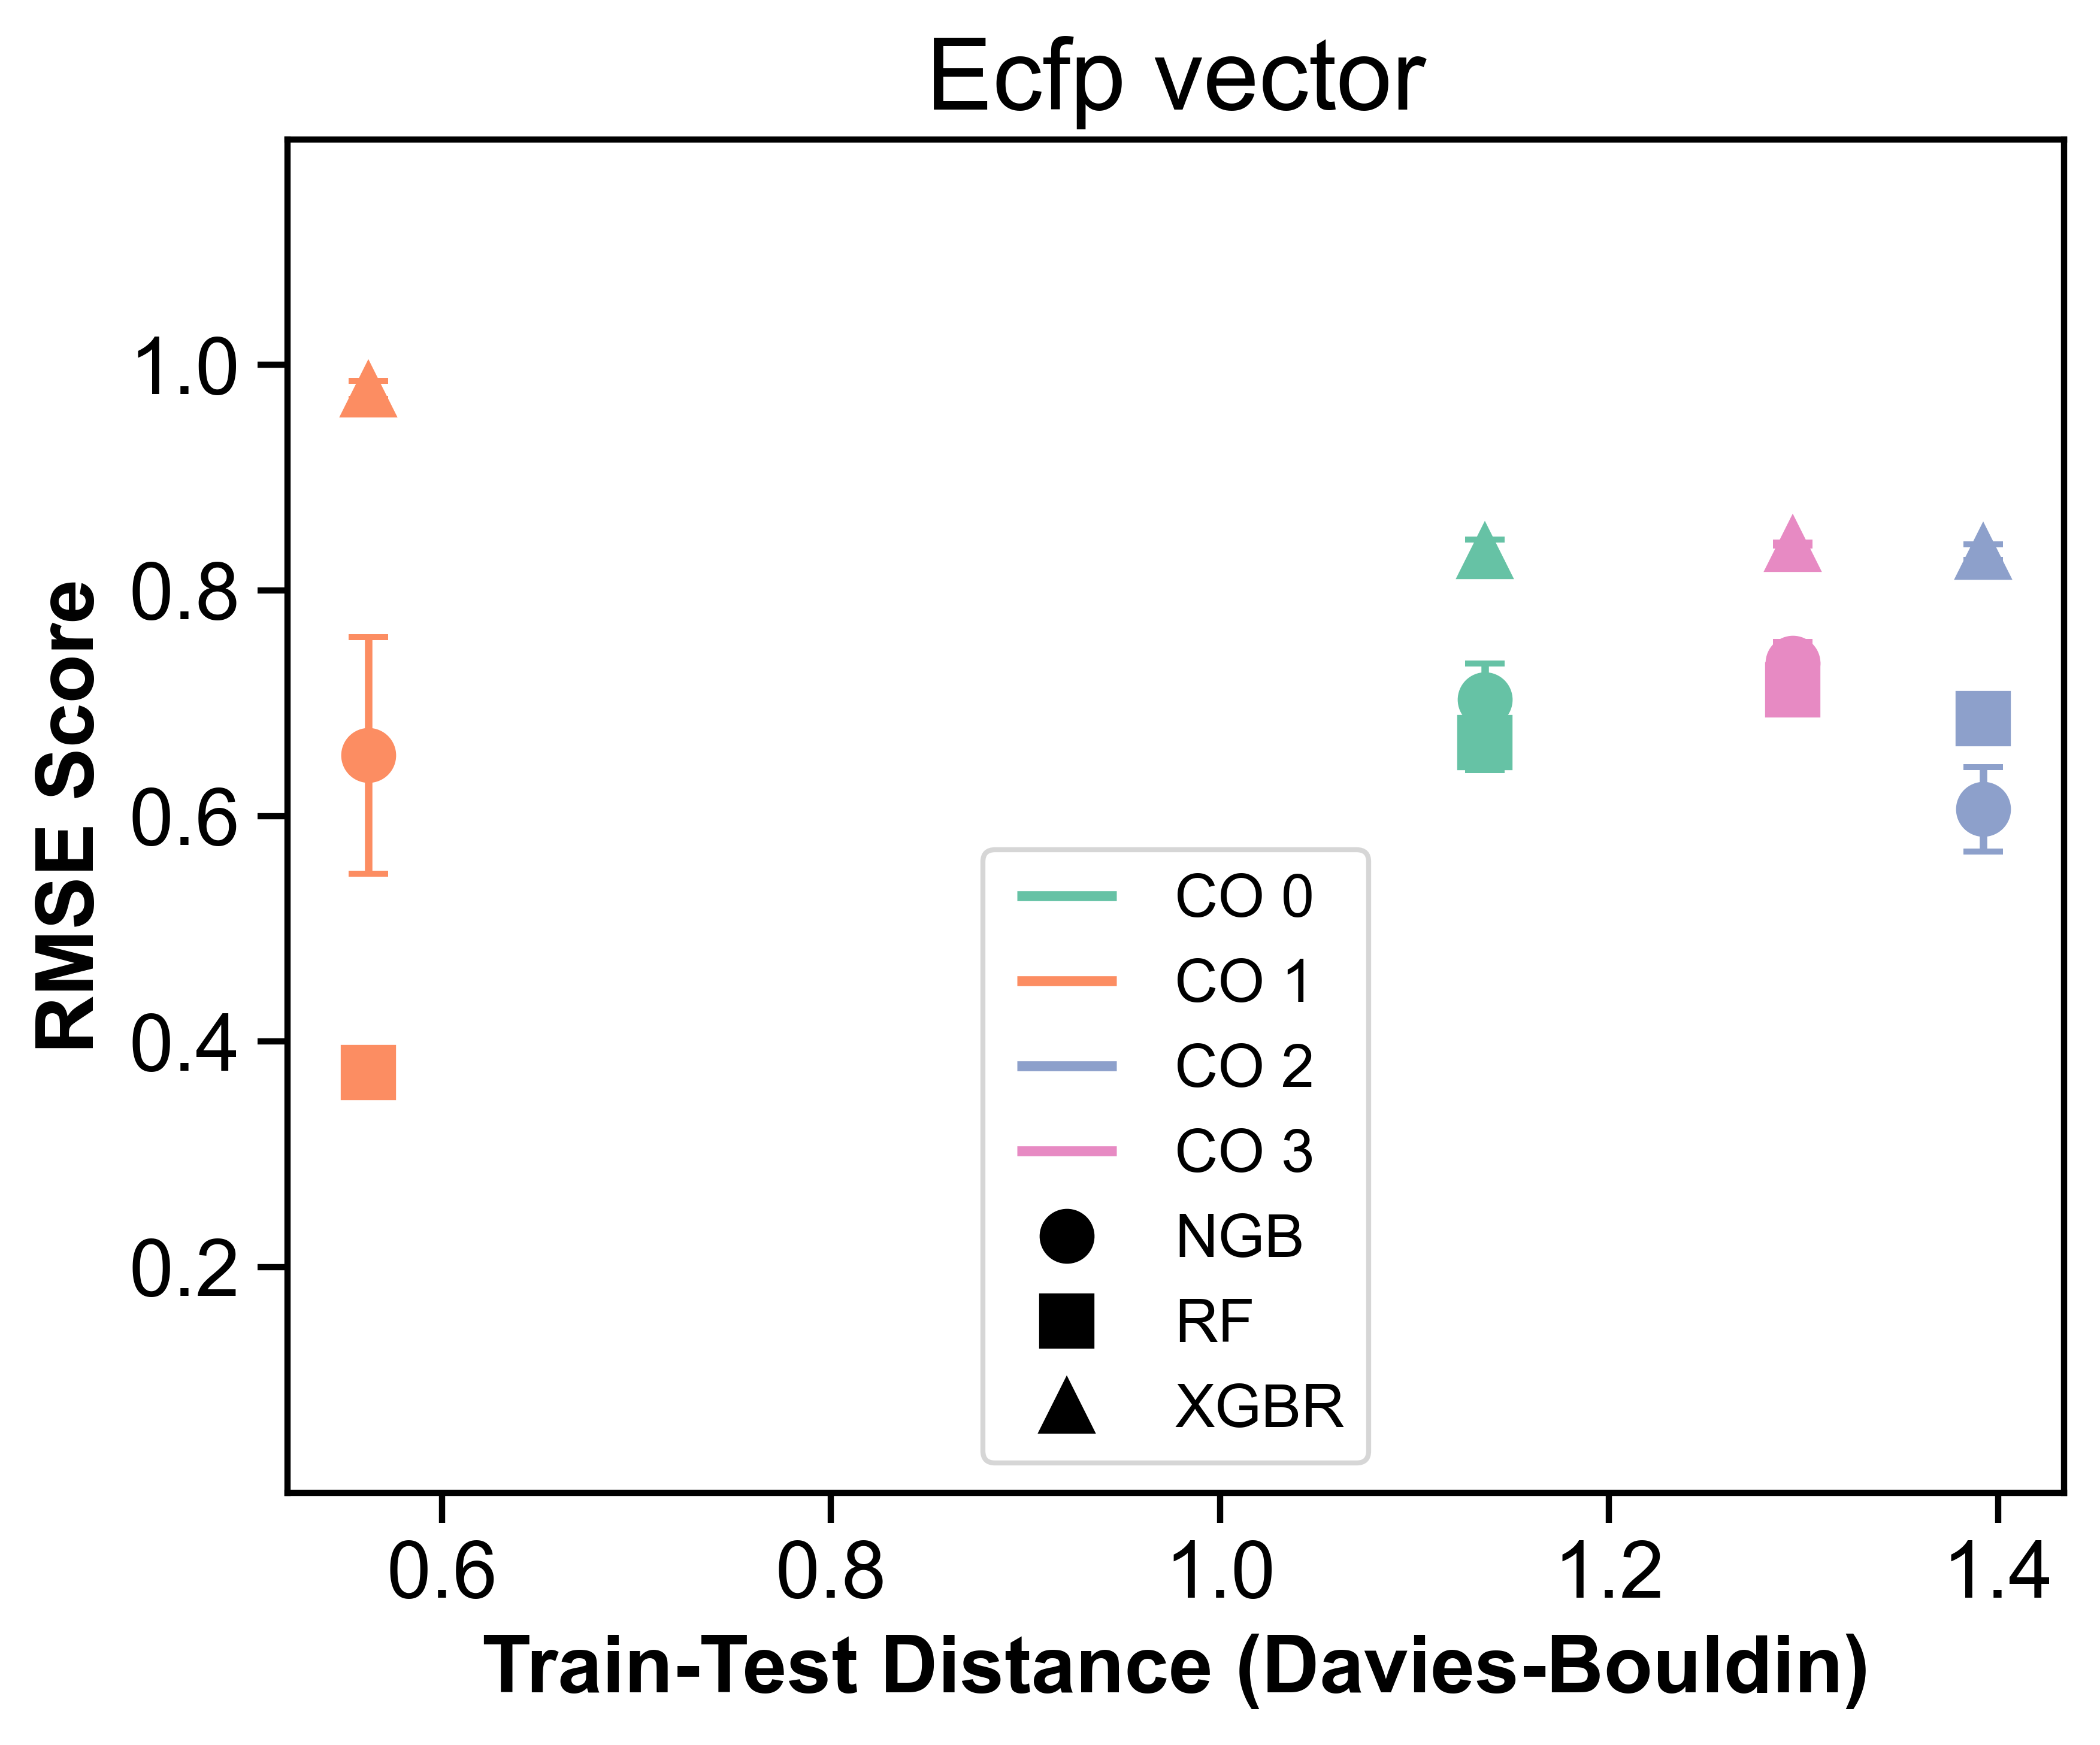 Ecfp vector
RMSE Score
1.0
0.8
0.6
0.4
0.2
CO 0
CO 1
CO 2
CO 3
NGB
RF
XGBR
0.6 0.8 1.0 1.2 1.4
Train-Test Distance (Davies-Bouldin)